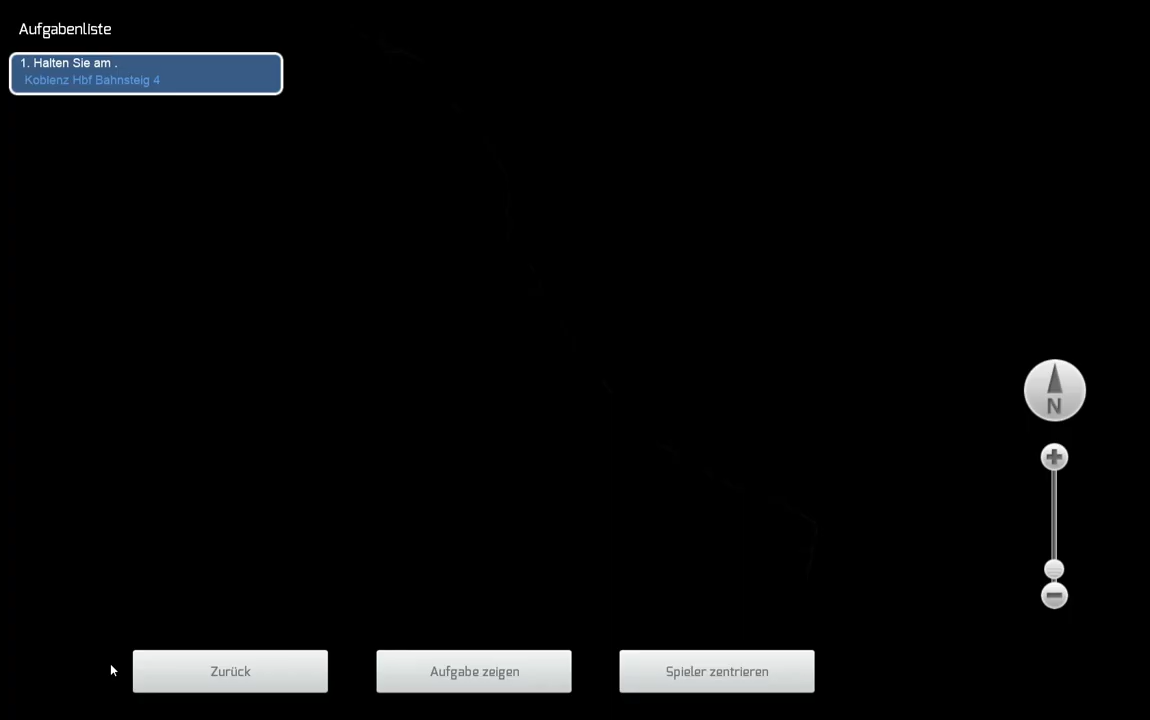 Aufgabenliste
1. Halten Sie am .
Koblenz Hbf Bahnsteig 4
N
Zurück
Aufgabe zeigen
Spieler zentrieren